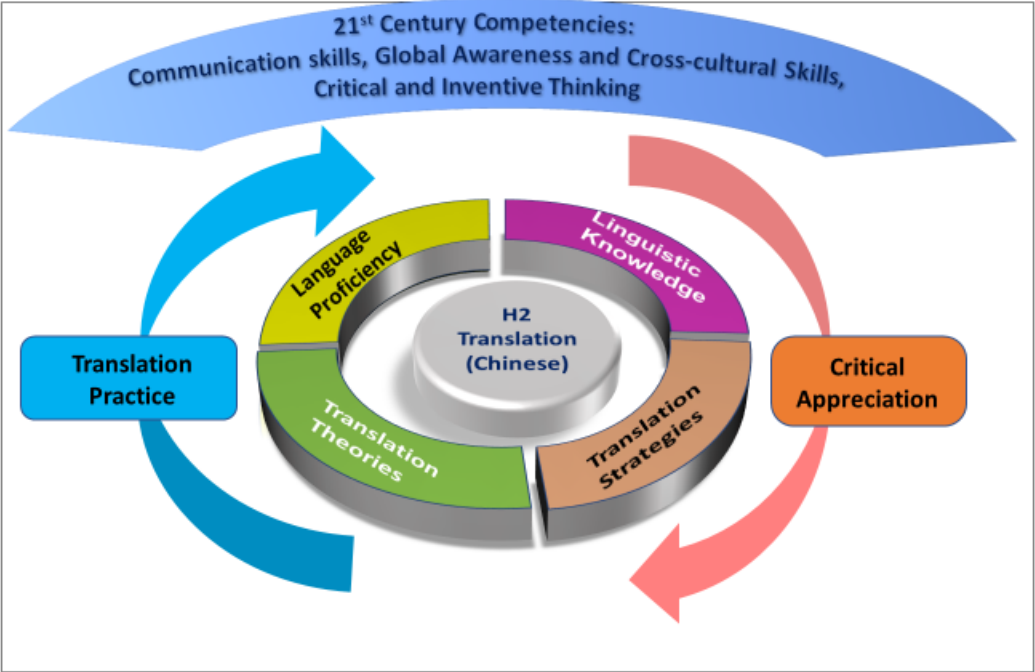 21st Century Competencies:
Communication skills, Global Awareness and Cross-cultural Skills,
Critical and Inventive Thinking
Language
Proficiency
Linguistic
Knowledge
H2
Translation
(Chinese)
Translation
Practice
Critical
Appreciation
Translation
Theories
Translation
Strategies